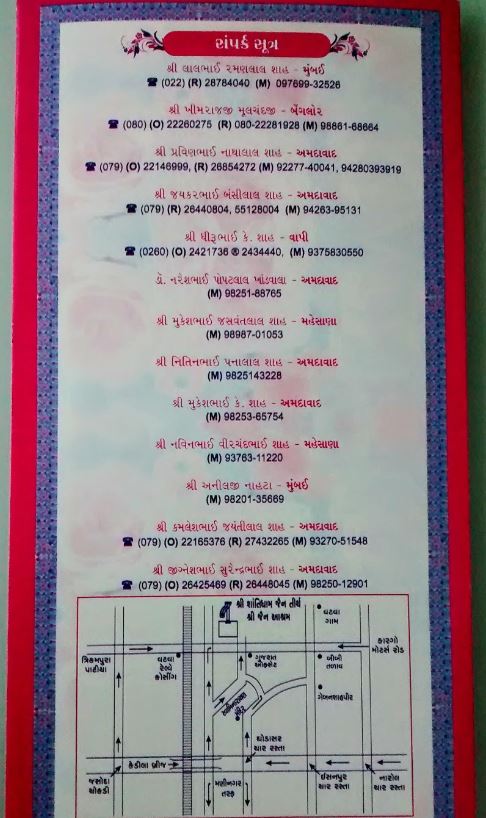 સંપર્ક સૂત્ર
શ્રી લાલભાઈ રમણલાલ શાહ - મુંબઈ
☎ (022) (R) 28784040 (M) 097699-32526
શ્રી ખીમરાજજી મૂલચંદજી - બેંગલોર
☎ (080) (O) 22260275 (R) 080-22281928 (M) 98861-68664
શ્રી પ્રવિણભાઈ નાથાલાલ શાહ - અમદાવાદ
☎ (079) (O) 22146999, (R) 26854272 (M) 92277-40041, 94280393919
શ્રી જયકરભાઈ બંસીલાલ શાહ - અમદાવાદ
☎ (079) (R) 26440804, 55128004 (M) 94263-95131
શ્રી ધીરૂભાઈ કે. શાહ - વાપી
☎ (0260) (O) 2421736 ® 2434440, (M) 9375830550
ડૉ. નરેશભાઈ પોપટલાલ ખાંડવાલા - અમદાવાદ
(M) 98251-88765
શ્રી મુકેશભાઈ જસવંતલાલ શાહ - મહેસાણા
(M) 98987-01053
શ્રી નિતિનભાઈ પનાલાલ શાહ - અમદાવાદ
(M) 9825143228
શ્રી મુકેશભાઈ કે. શાહ - અમદાવાદ
(M) 98253-65754
શ્રી નવિનભાઈ વીરચંદભાઈ શાહ - મહેસાણા
(M) 93763-11220
શ્રી અનીલજી નાહટા - મુંબઈ
(M) 98201-35669
શ્રી કમલેશભાઈ જયંતીલાલ શાહ - અમદાવાદ
☎ (079) (O) 22165376 (R) 27432265 (M) 93270-51548
શ્રી જીગ્નેશભાઈ સુરેન્દ્રભાઈ શાહ - અમદાવાદ
☎ (079) (O) 26425469 (R) 26448045 (M) 98250-12901
શ્રી શાંતિધામ જૈન તીર્થ
શ્રી જૈન આશ્રમ
વટવા
ગામ
કારગો
મોટર્સ રોડ
ત્રિકમપુરા
પાટીયા
વટવા
રેલ્વે
ક્રોસીંગ
ગુજરાત
ઓફસેટ
બીબી
તળાવ
ગેબનશાહપીર
ઘોડાસર
ચાર રસ્તા
જશોદા
ચોકડી
કેડીલા બ્રીજ
મણીનગર
તરફ
ઈસનપુર
ચાર રસ્તા
નારોલ
ચાર રસ્તા